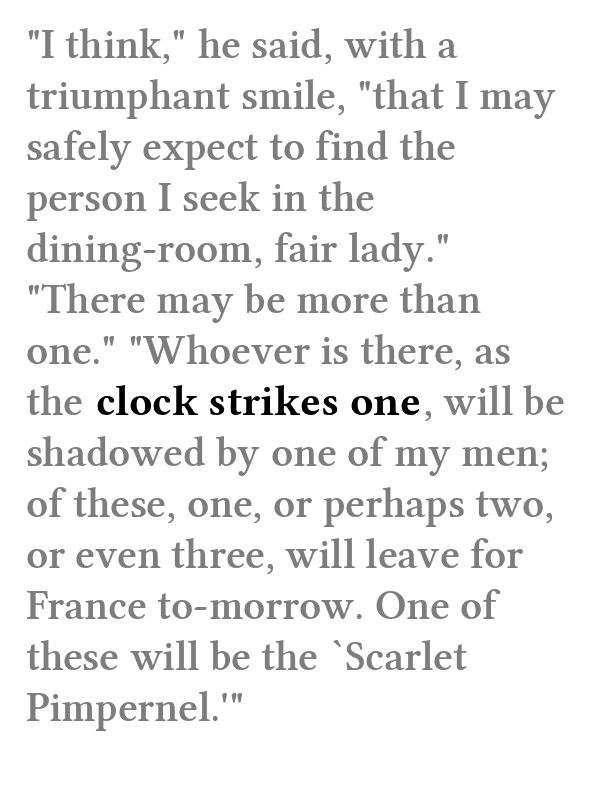 "I think," he said, with a
triumphant smile, "that I may
safely expect to find the
person I seek in the
dining-room, fair lady."
"There may be more than
one." "Whoever is there, as
the clock strikes one, will be
shadowed by one of my men;
of these, one, or perhaps two,
or even three, will leave for
France to-morrow. One of
these will be the `Scarlet
Pimpernel.'"